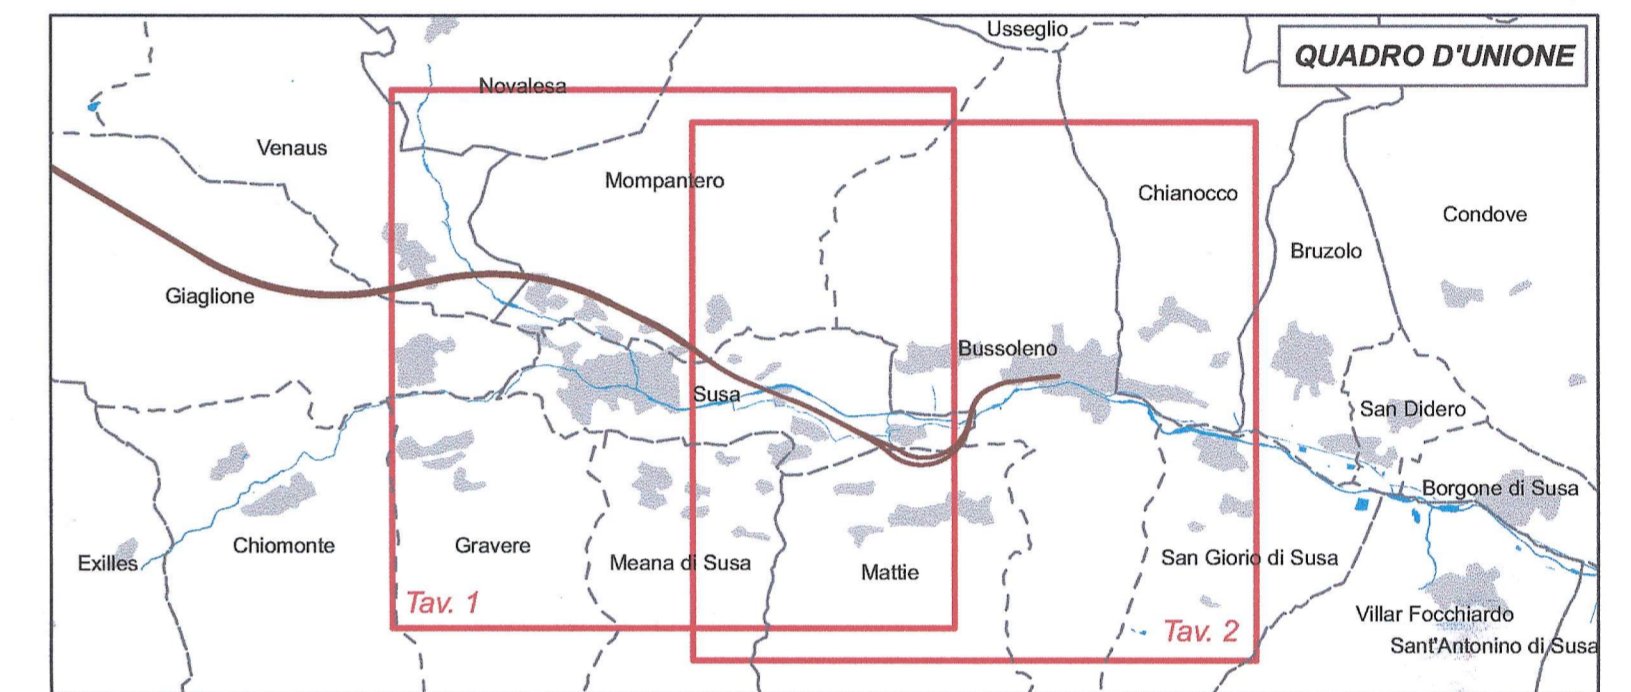 Usseglio
QUADRO D'UNIONE
Novalesa
Venaus
Mompantero
Chianocco
Condove
Bruzolo
Giaglione
Bussoleno
Susa
San Didero
Borgone di Susa
Exilles
Chiomonte
Gravere
Meana di Susa
Mattie
San Giorio di Susa
Tav. 1
Tav. 2
Villar Focchiardo
Sant'Antonino di Susa